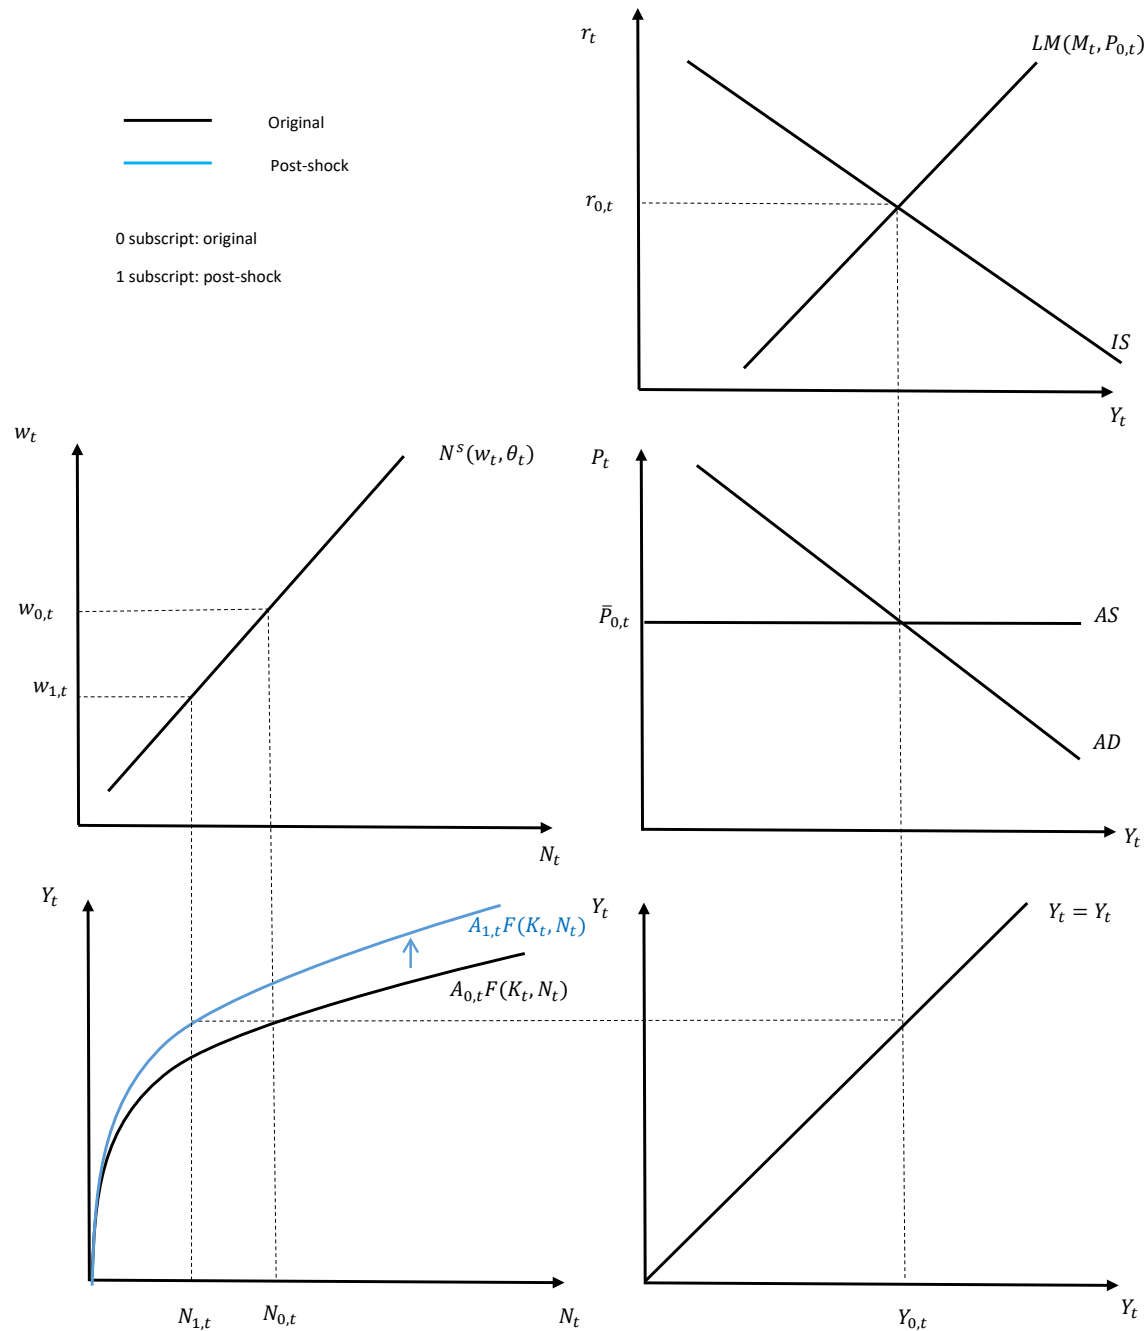 Original
Post-shock
0 subscript: original
1 subscript: post-shock
r_t
LM(M_t, P_{0,t})
r_{0,t}
IS
Y_t
w_t
N^s(w_t, θ_t)
w_{0,t}
w_{1,t}
N_t
P_t
P̄_{0,t}
AS
AD
Y_t
Y_t
A_{1,t}F(K_t, N_t)
A_{0,t}F(K_t, N_t)
N_{1,t}
N_{0,t}
N_t
Y_t
Y_t = Y_t
Y_{0,t}
Y_t